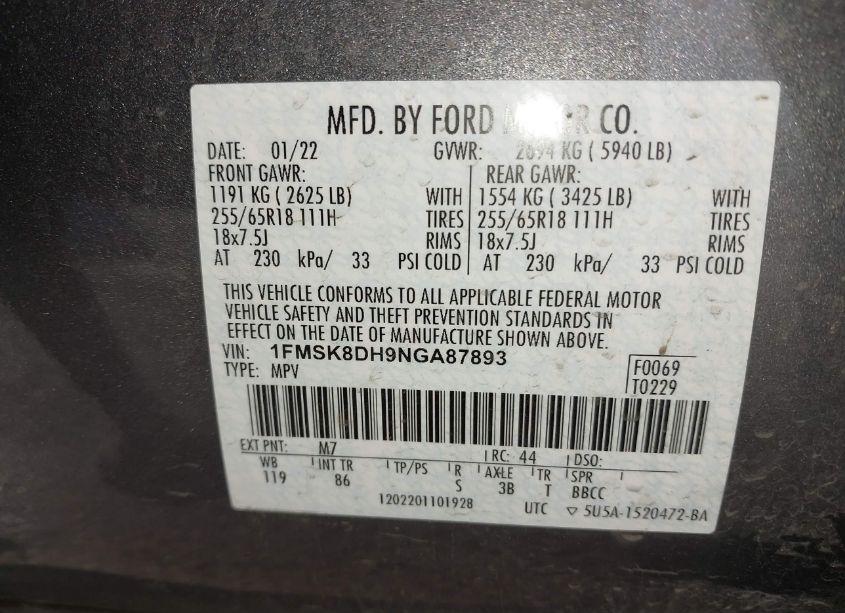 MFD. BY FORD MOTOR CO.
DATE: 01/22 GVWR: 2694 KG ( 5940 LB)
FRONT GAWR: REAR GAWR:
1191 KG ( 2625 LB) WITH 1554 KG ( 3425 LB) WITH
255/65R18 111H TIRES 255/65R18 111H TIRES
18x7.5J RIMS 18x7.5J RIMS
AT 230 kPa/ 33 PSI COLD AT 230 kPa/ 33 PSI COLD
THIS VEHICLE CONFORMS TO ALL APPLICABLE FEDERAL MOTOR
VEHICLE SAFETY AND THEFT PREVENTION STANDARDS IN
EFFECT ON THE DATE OF MANUFACTURE SHOWN ABOVE.
VIN: 1FMSK8DH9NGA87893
TYPE: MPV
F0069
T0229
EXT PNT: M7 RC: 44 DSO:
WB INT TR TP/PS R AXLE TR SPR
119 86 S 3B T BBCC
1202201101928 UTC ▽ 5U5A-1520472-BA